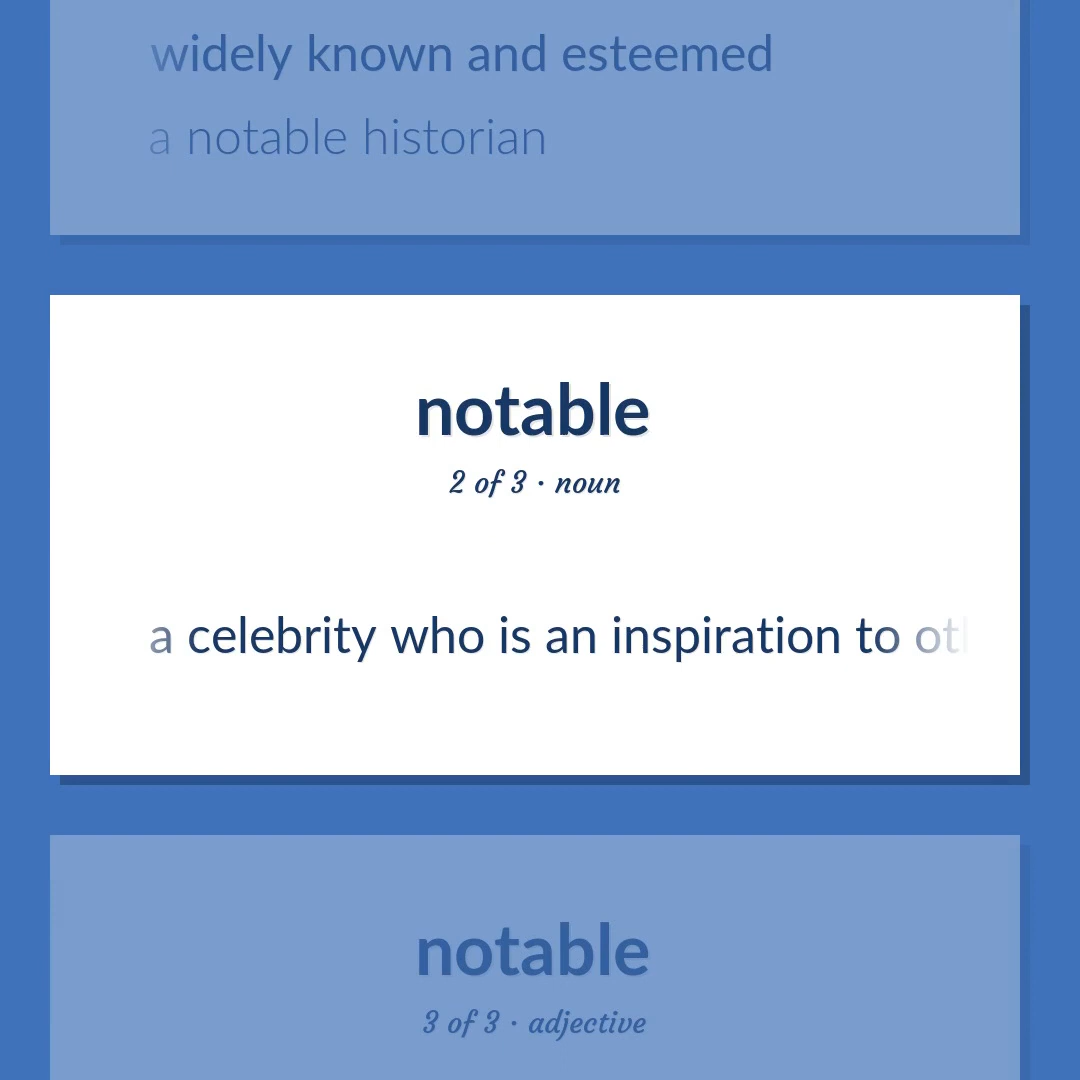 widely known and esteemed
a notable historian
notable
2 of 3 · noun
a celebrity who is an inspiration to
notable
3 of 3 · adjective